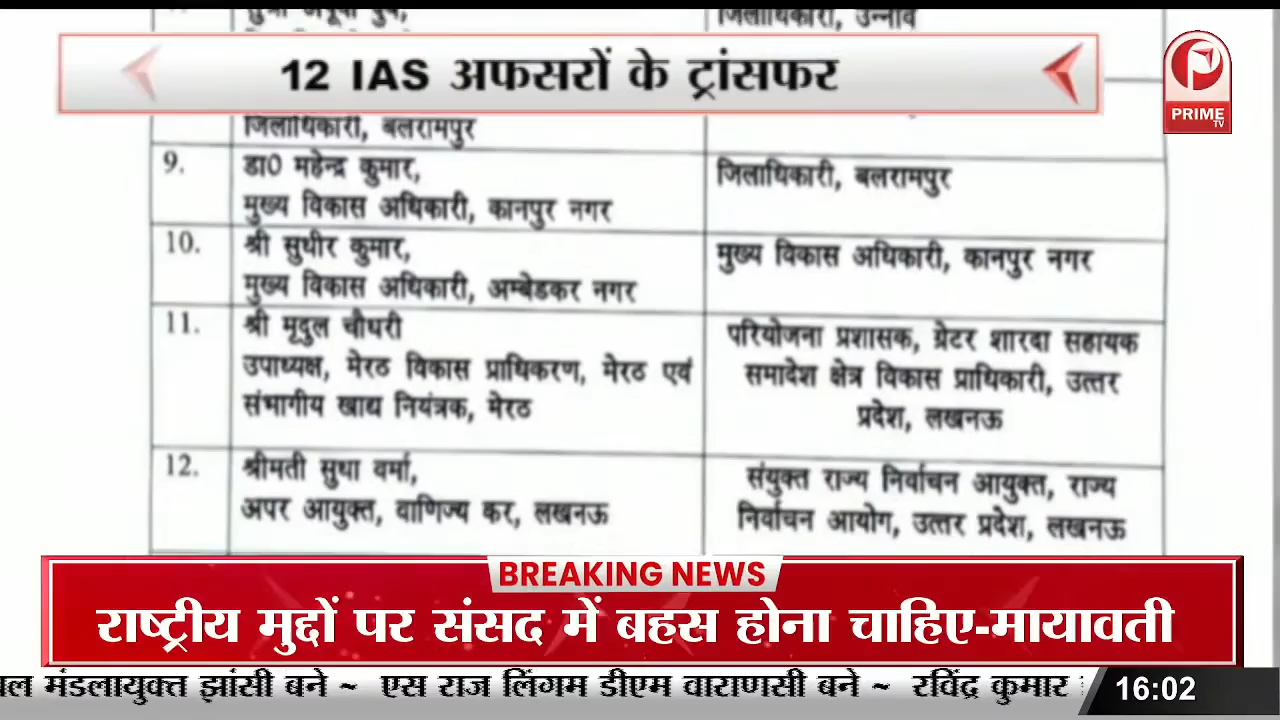 जिलाधिकारी, उन्नाव
12 IAS अफसरों के ट्रांसफर
PRIME
TV
जिलाधिकारी, बलरामपुर
9. डा0 महेन्द्र कुमार,
मुख्य विकास अधिकारी, कानपुर नगर
जिलाधिकारी, बलरामपुर
10. श्री सुधीर कुमार,
मुख्य विकास अधिकारी, अम्बेडकर नगर
मुख्य विकास अधिकारी, कानपुर नगर
11. श्री मृदुल चौधरी
उपाध्यक्ष, मेरठ विकास प्राधिकरण, मेरठ एवं
संभागीय खाद्य नियंत्रक, मेरठ
परियोजना प्रशासक, ग्रेटर शारदा सहायक
समादेश क्षेत्र विकास प्राधिकारी, उत्तर
प्रदेश, लखनऊ
12. श्रीमती सुधा वर्मा,
अपर आयुक्त, वाणिज्य कर, लखनऊ
संयुक्त राज्य निर्वाचन आयुक्त, राज्य
निर्वाचन आयोग, उत्तर प्रदेश, लखनऊ
BREAKING NEWS
राष्ट्रीय मुद्दों पर संसद में बहस होना चाहिए-मायावती
मंडलायुक्त झांसी बने ~ एस राज लिंगम डीएम वाराणसी बने ~ रविंद्र कुमार
16:02